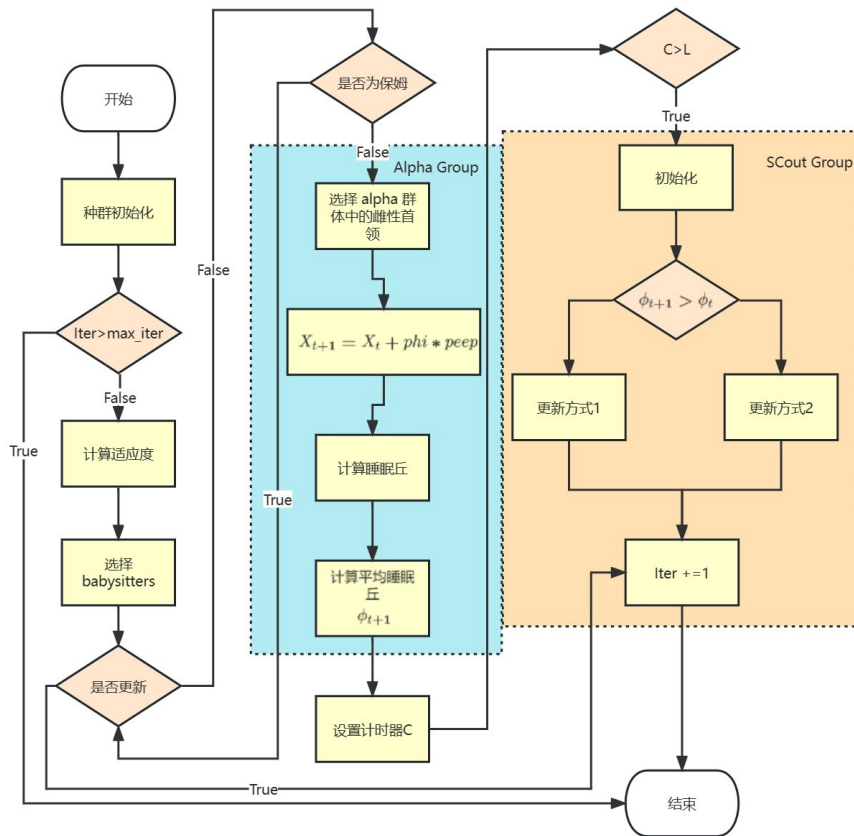 开始
种群初始化
Iter>max_iter
False
True
计算适应度
选择
babysitters
是否更新
False
True
是否为保姆
False
True
Alpha Group
选择 alpha 群
体中的雌性首
领
X_{t+1} = X_t + phi * peep
计算睡眠丘
计算平均睡眠
丘
ϕ_{t+1}
设置计时器C
C>L
True
SCout Group
初始化
ϕ_{t+1} > ϕ_t
更新方式1
更新方式2
Iter +=1
结束